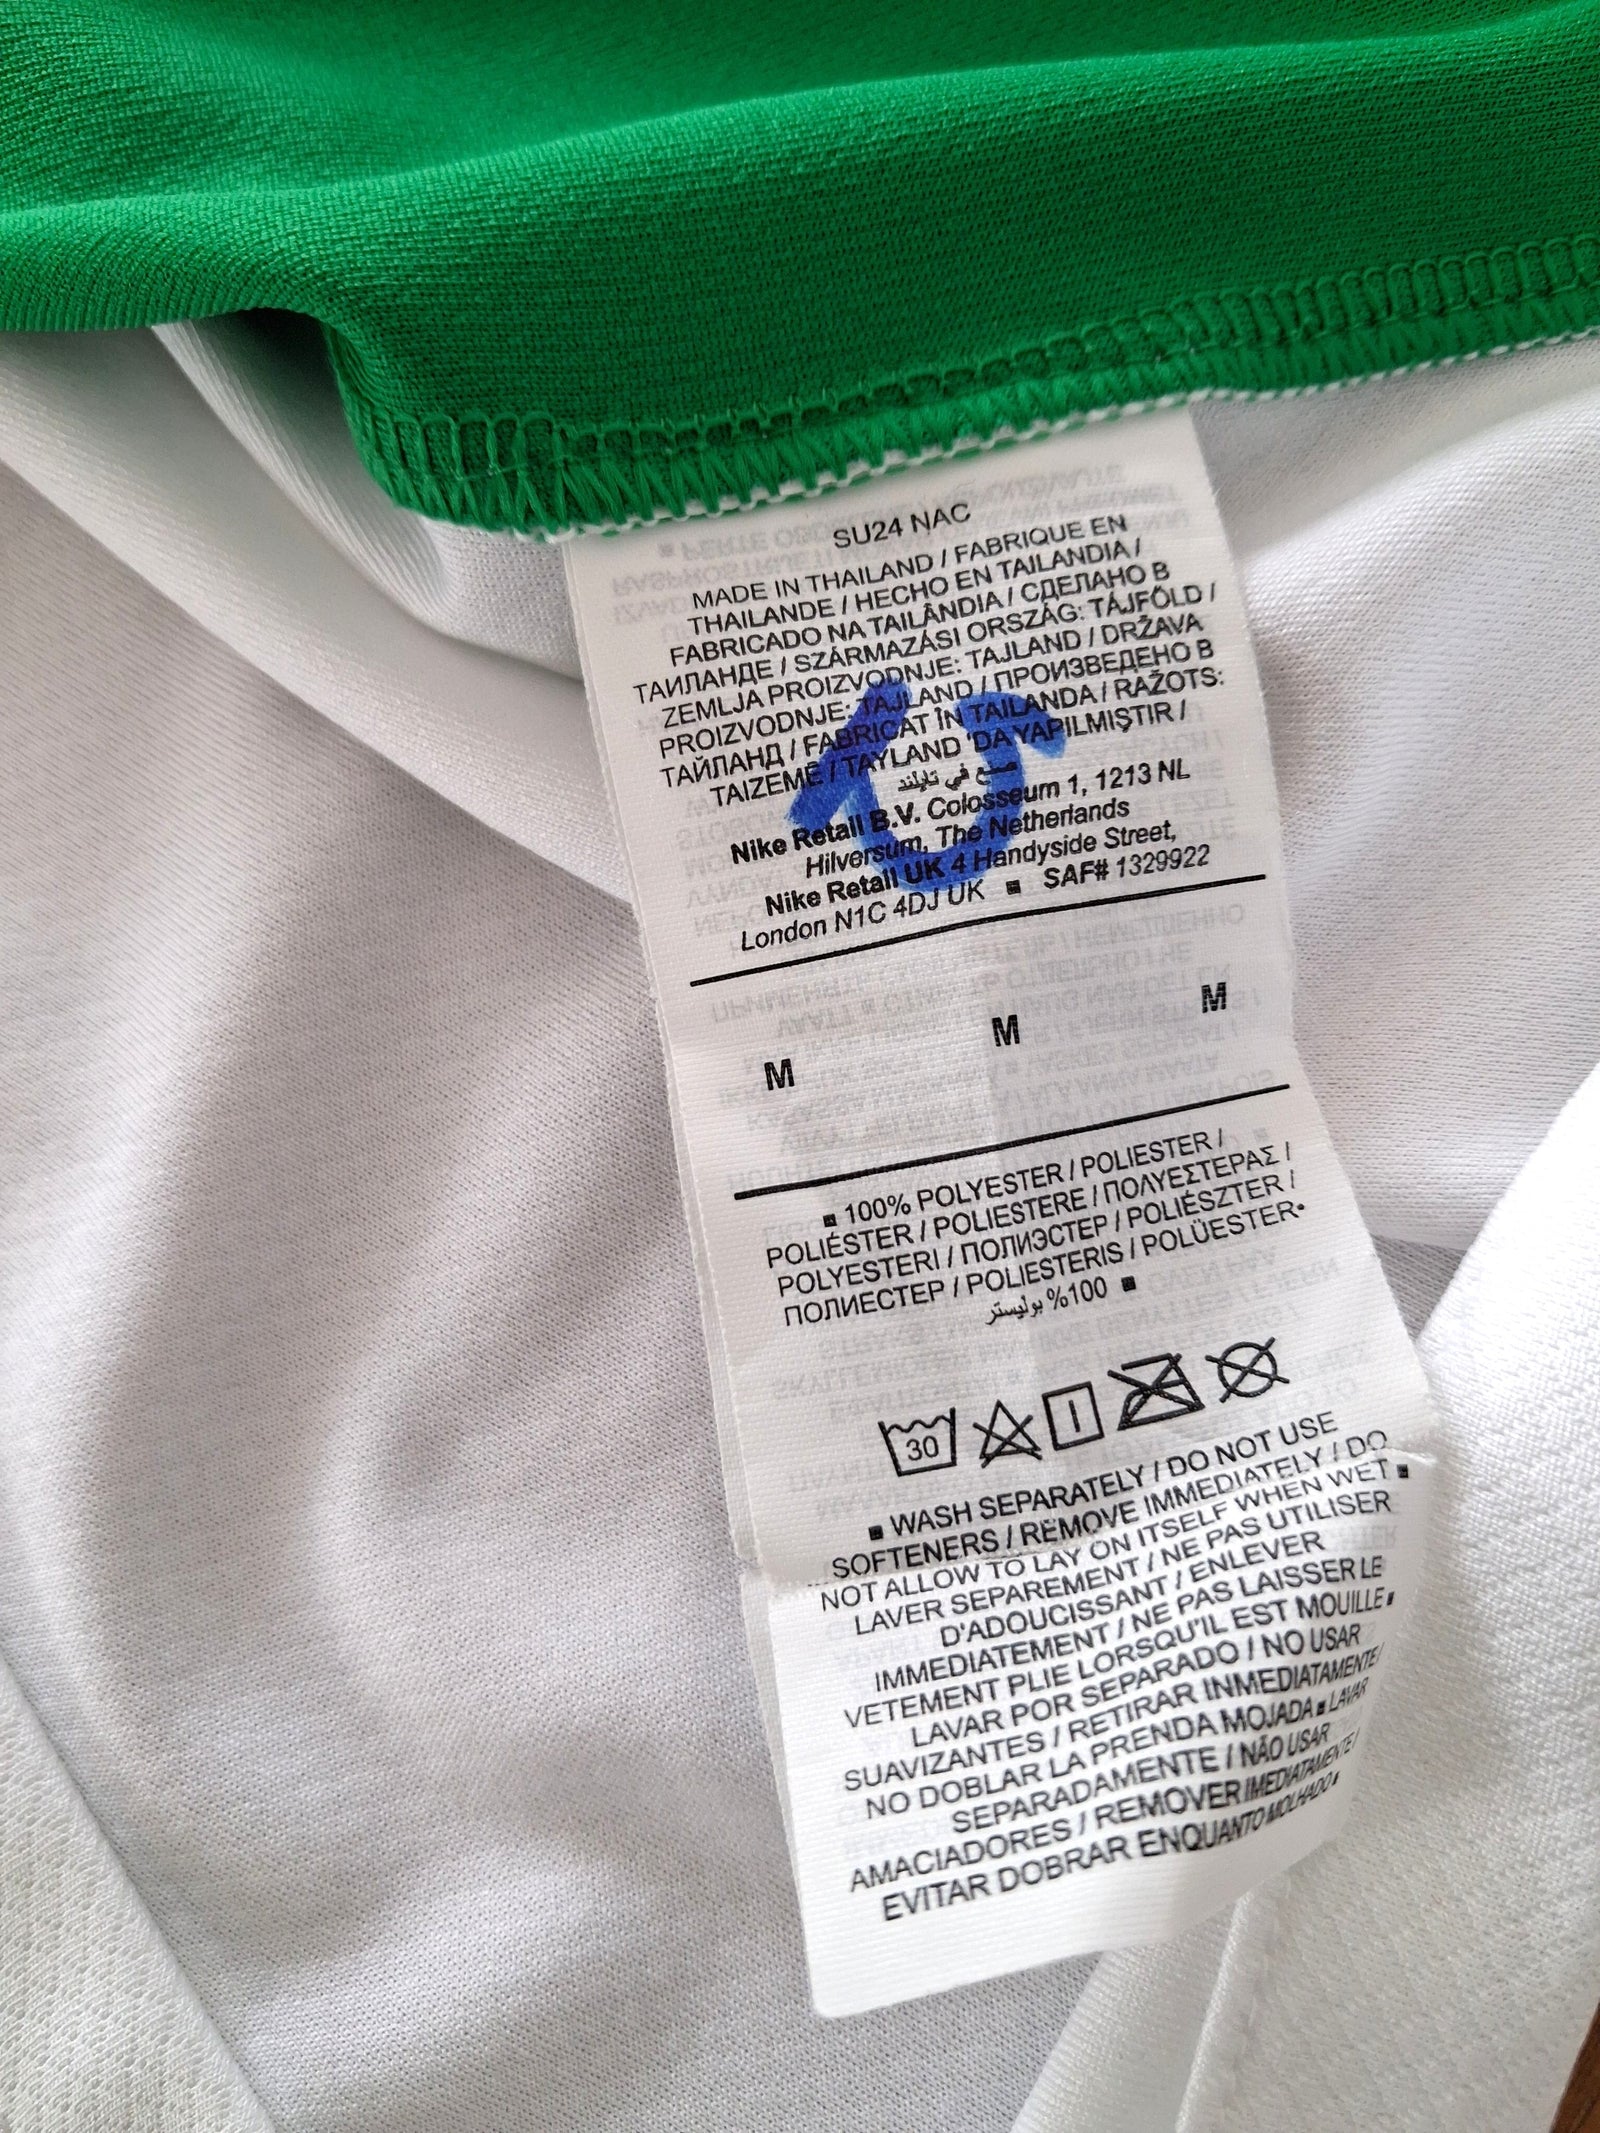 SU24 NAC
MADE IN THAILAND / FABRIQUE EN
THAILANDE / HECHO EN TAILANDIA /
FABRICADO NA TAILÂNDIA / СДЕЛАНО В
ТАИЛАНДЕ / SZÁRMAZÁSI ORSZÁG: TÁJFÖLD /
ZEMLJA PROIZVODNJE: TAJLAND / DRŽAVA
PROIZVODNJE: TAJLAND / ПРОИЗВЕДЕНО В
ТАЙЛАНД / FABRICAT ÎN TAILANDA / RAŽOTS:
TAIZEMĒ / TAYLAND 'DA YAPILMIŞTIR /
صنع في تايلند
Nike Retail B.V. Colosseum 1, 1213 NL
Hilversum, The Netherlands
Nike Retail UK 4 Handyside Street,
London N1C 4DJ UK ■ SAF# 1329922
M M M
■ 100% POLYESTER / POLIESTER /
POLIÉSTER / POLIESTERE / ΠΟΛΥΕΣΤΕΡΑΣ /
POLYESTERI / ПОЛИЭСТЕР / POLIÉSZTER /
ПОЛИЕСТЕР / POLIESTERIS / POLÜESTER•
100% بوليستر ■
30
■ WASH SEPARATELY / DO NOT USE
SOFTENERS / REMOVE IMMEDIATELY / DO
NOT ALLOW TO LAY ON ITSELF WHEN WET ■
LAVER SEPAREMENT / NE PAS UTILISER
D'ADOUCISSANT / ENLEVER
IMMEDIATEMENT / NE PAS LAISSER LE
VETEMENT PLIE LORSQU'IL EST MOUILLE ■
LAVAR POR SEPARADO / NO USAR
SUAVIZANTES / RETIRAR INMEDIATAMENTE /
NO DOBLAR LA PRENDA MOJADA ■ LAVAR
SEPARADAMENTE / NÃO USAR
AMACIADORES / REMOVER IMEDIATAMENTE /
EVITAR DOBRAR ENQUANTO MOLHADO ■